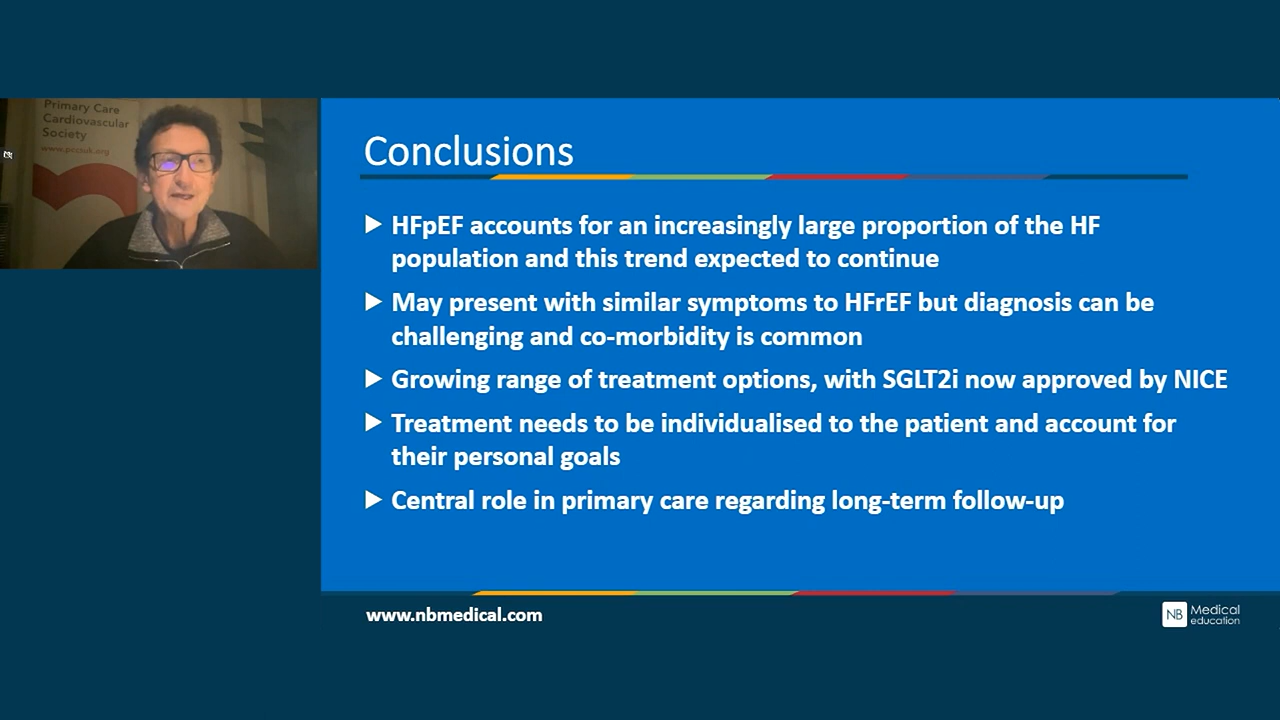 Primary Care
Cardiovascular
Society
www.pccsuk.org
Conclusions
HFpEF accounts for an increasingly large proportion of the HF
population and this trend expected to continue
May present with similar symptoms to HFrEF but diagnosis can be
challenging and co-morbidity is common
Growing range of treatment options, with SGLT2i now approved by NICE
Treatment needs to be individualised to the patient and account for
their personal goals
Central role in primary care regarding long-term follow-up
www.nbmedical.com
NB Medical
education